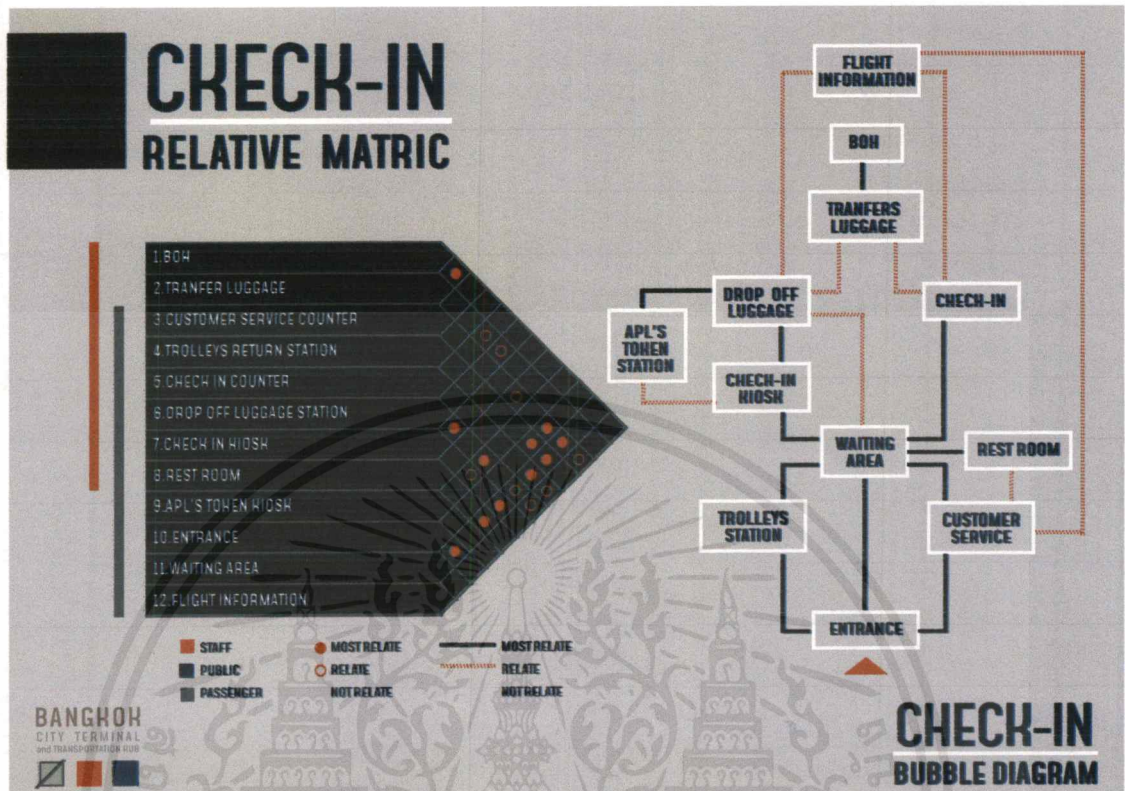 CHECK-IN
RELATIVE MATRIC
1.BOH
2.TRANFER LUGGAGE
3.CUSTOMER SERVICE COUNTER
4.TROLLEYS RETURN STATION
5.CHECK IN COUNTER
6.DROP OFF LUGGAGE STATION
7.CHECK IN KIOSK
8.REST ROOM
9.APL'S TOKEN KIOSK
10.ENTRANCE
11.WAITING AREA
12.FLIGHT INFORMATION
STAFF
PUBLIC
PASSENGER
MOST RELATE
RELATE
NOT RELATE
MOST RELATE
RELATE
NOT RELATE
BANGKOK
CITY TERMINAL
and TRANSPORTATION HUB
FLIGHT
INFORMATION
BOH
TRANFERS
LUGGAGE
DROP OFF
LUGGAGE
CHECK-IN
APL'S
TOKEN
STATION
CHECK-IN
KIOSK
WAITING
AREA
REST ROOM
TROLLEYS
STATION
CUSTOMER
SERVICE
ENTRANCE
CHECK-IN
BUBBLE DIAGRAM